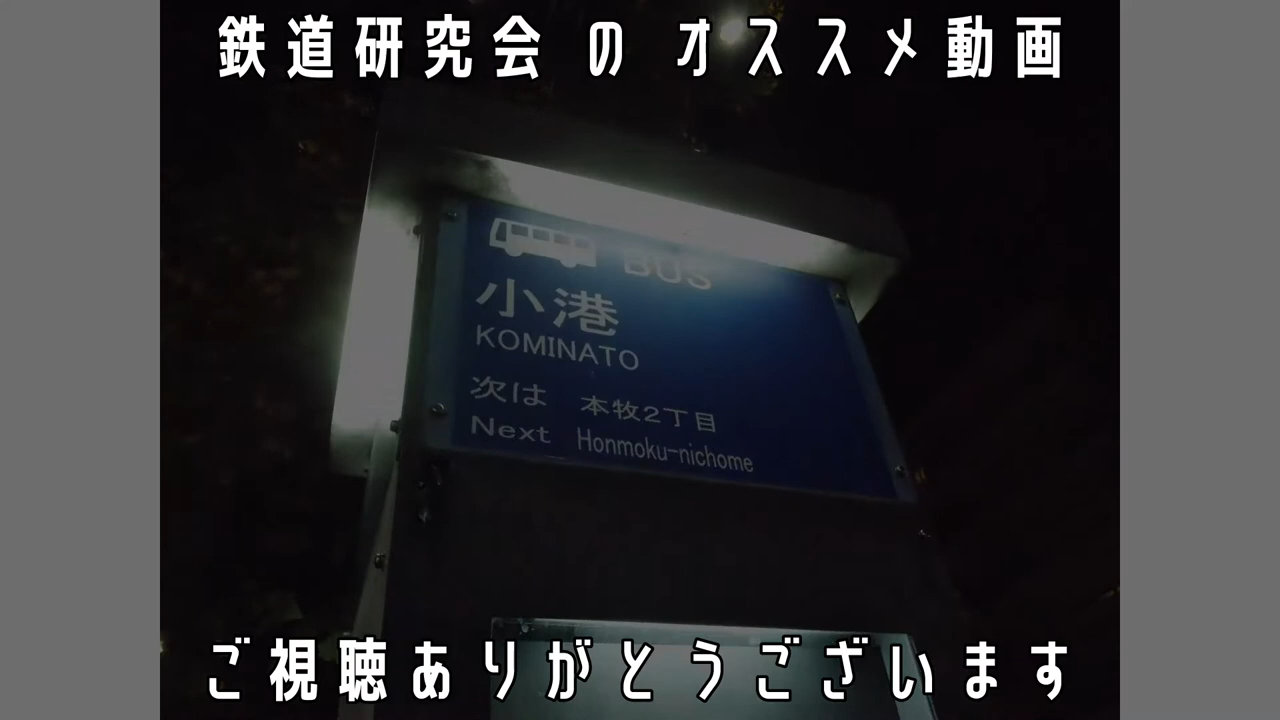 鉄道研究会 の オススメ動画
BUS
小港
KOMINATO
次は 本牧2丁目
Next Honmoku-nichome
ご視聴ありがとうございます